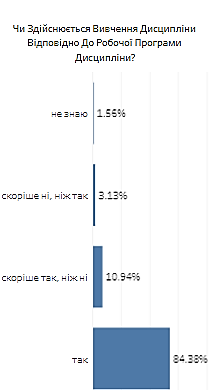 Чи Здійснюється Вивчення Дисципліни
Відповідно До Робочої Програми
Дисципліни?
не знаю 1.56%
скоріше ні, ніж так 3.13%
скоріше так, ніж ні 10.94%
так 84.38%